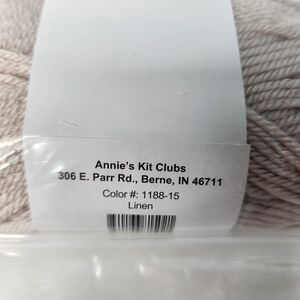 Annie's Kit Clubs
306 E. Parr Rd., Berne, IN 46711
Color #: 1188-15
Linen